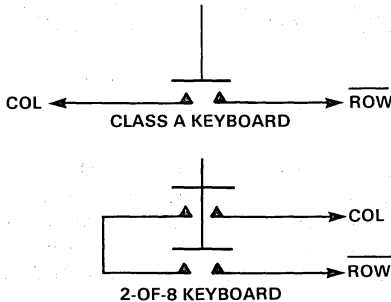 COL ROW
CLASS A KEYBOARD
COL
ROW
2-OF-8 KEYBOARD